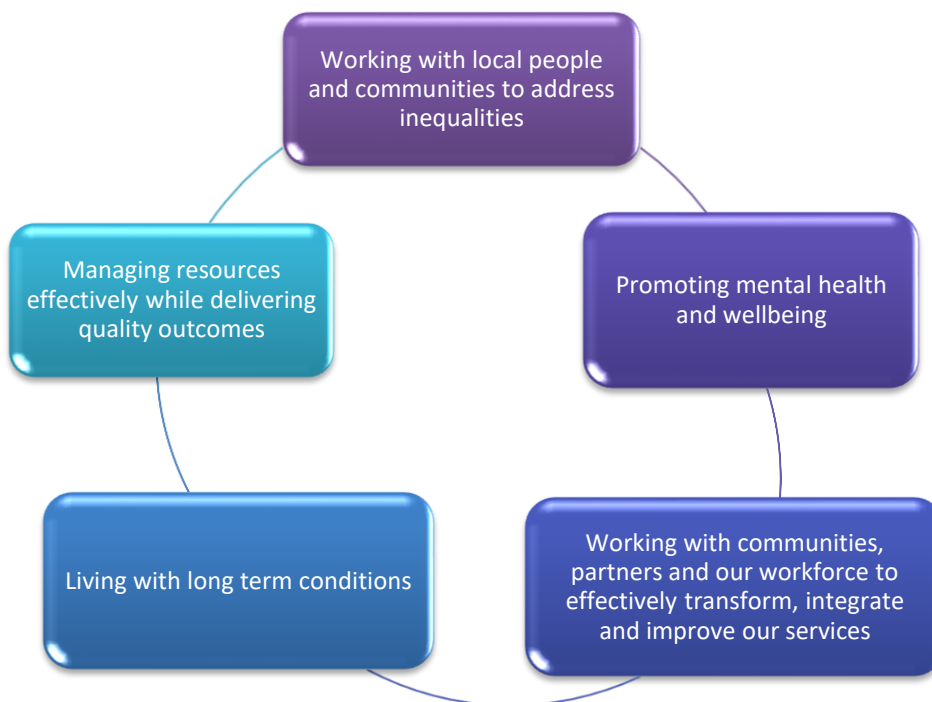 Working with local people
and communities to address
inequalities
Promoting mental health
and wellbeing
Working with communities,
partners and our workforce to
effectively transform, integrate
and improve our services
Living with long term conditions
Managing resources
effectively while delivering
quality outcomes